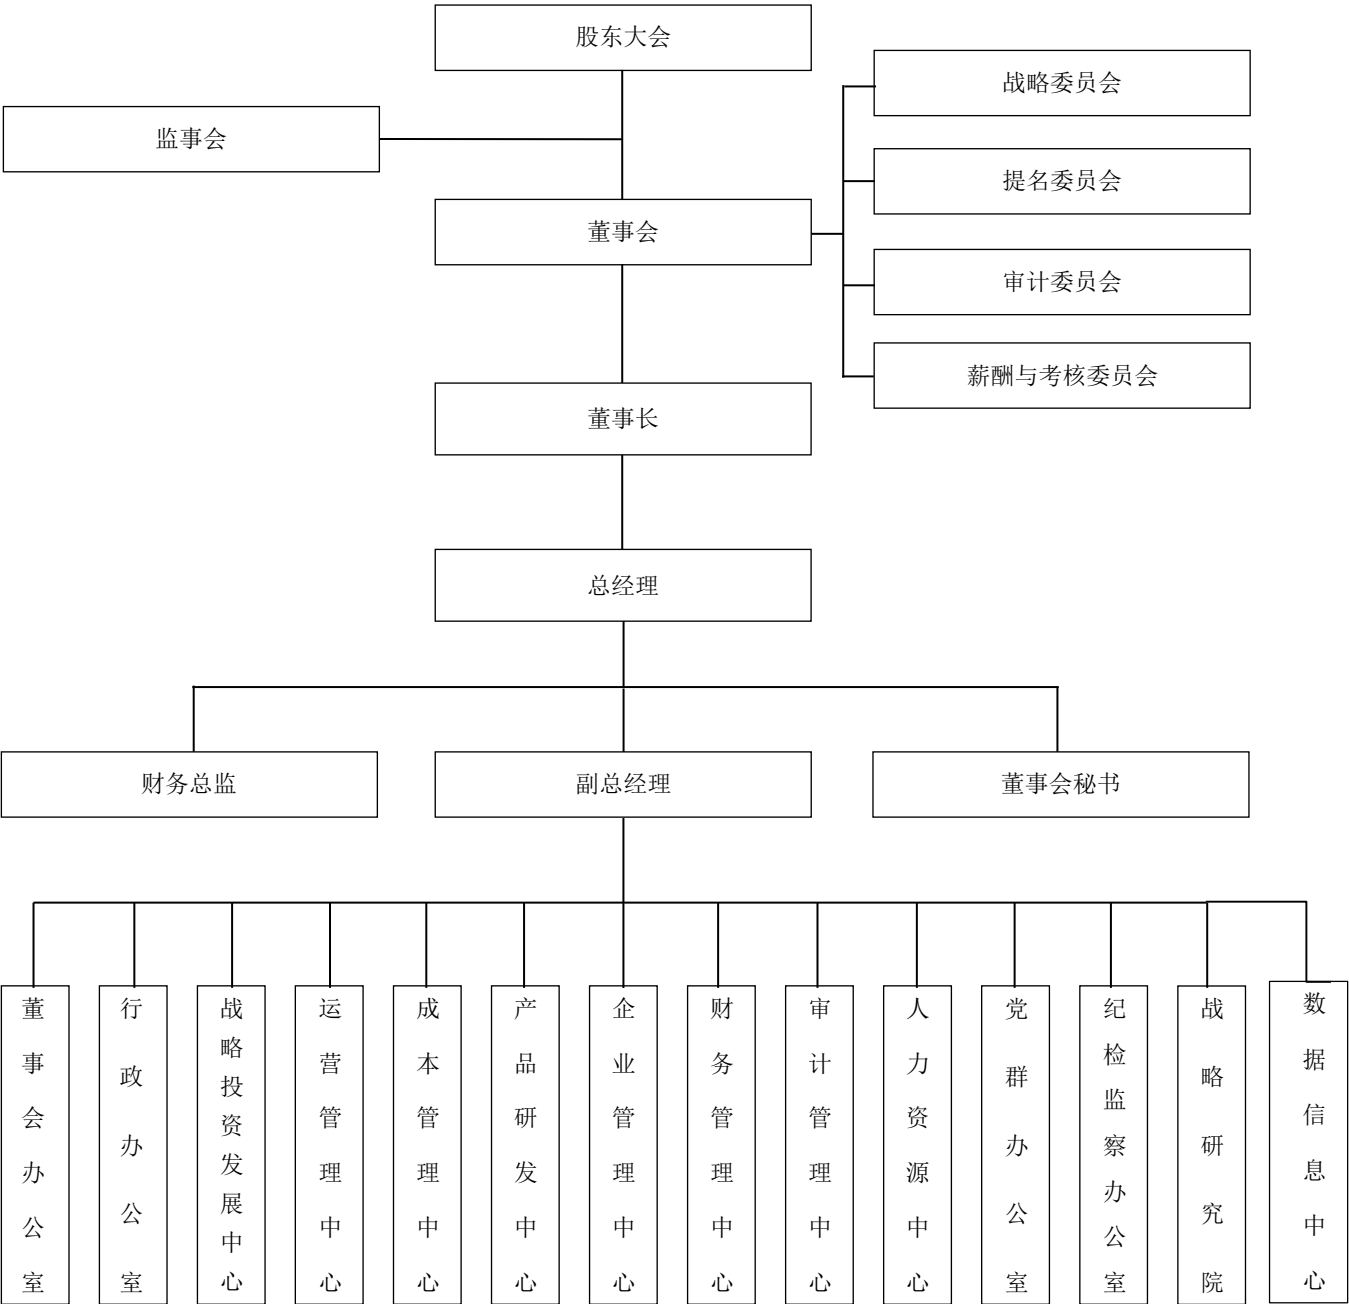 股东大会
战略委员会
监事会
提名委员会
董事会
审计委员会
薪酬与考核委员会
董事长
总经理
财务总监
副总经理
董事会秘书
董事会办公室
行政办公室
战略投资发展中心
运营管理中心
成本管理中心
产品研发中心
企业管理中心
财务管理中心
审计管理中心
人力资源中心
党群办公室
纪检监察办公室
战略研究院
数据信息中心